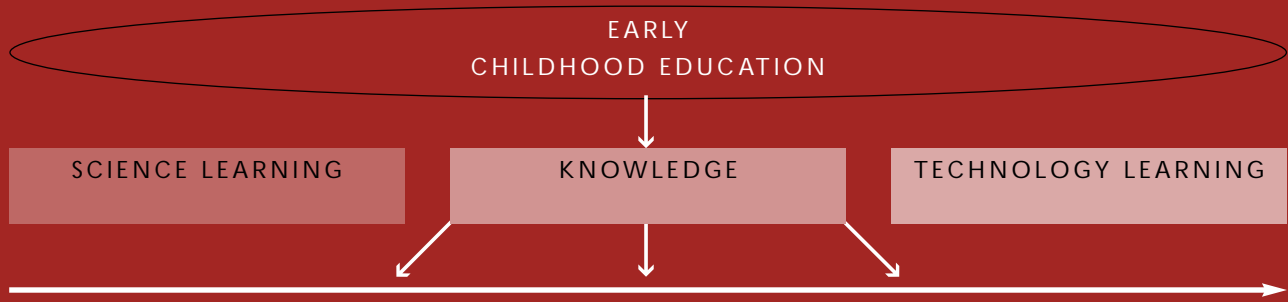 EARLY
CHILDHOOD EDUCATION
SCIENCE LEARNING
KNOWLEDGE
TECHNOLOGY LEARNING